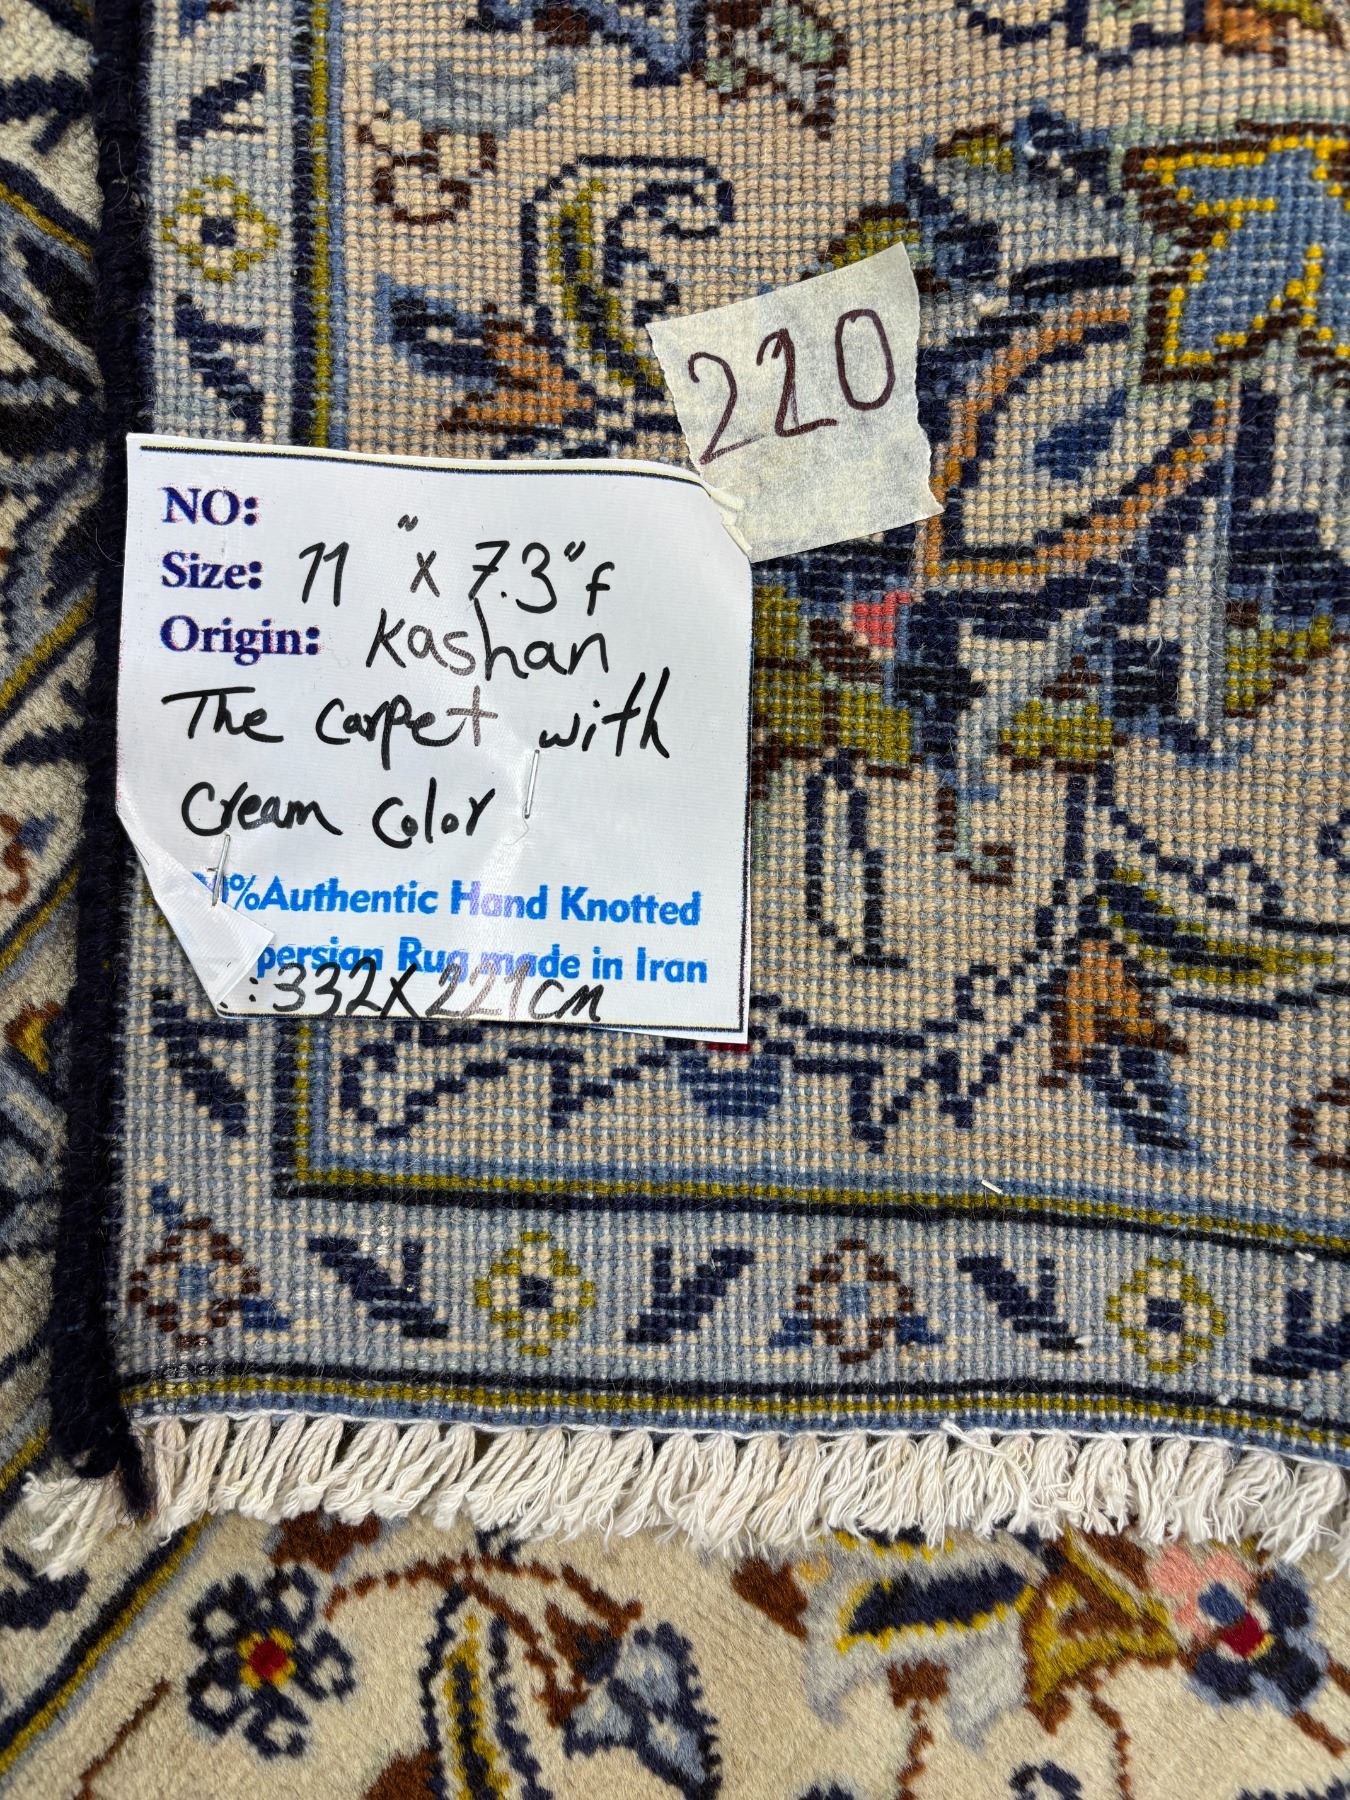 220
NO:
Size: 11" x 7.3" f
Origin: Kashan
The carpet with
cream color
%Authentic Hand Knotted
persian Rug made in Iran
: 332X221cm